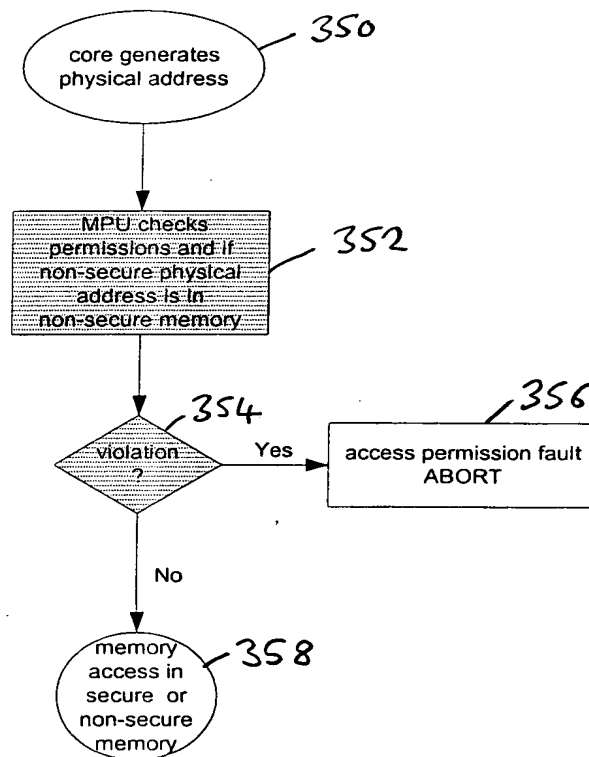 core generates
physical address
350
MPU checks
permissions and if
non-secure physical
address is in
non-secure memory
352
violation
?
354
Yes
access permission fault
ABORT
356
No
memory
access in
secure or
non-secure
memory
358